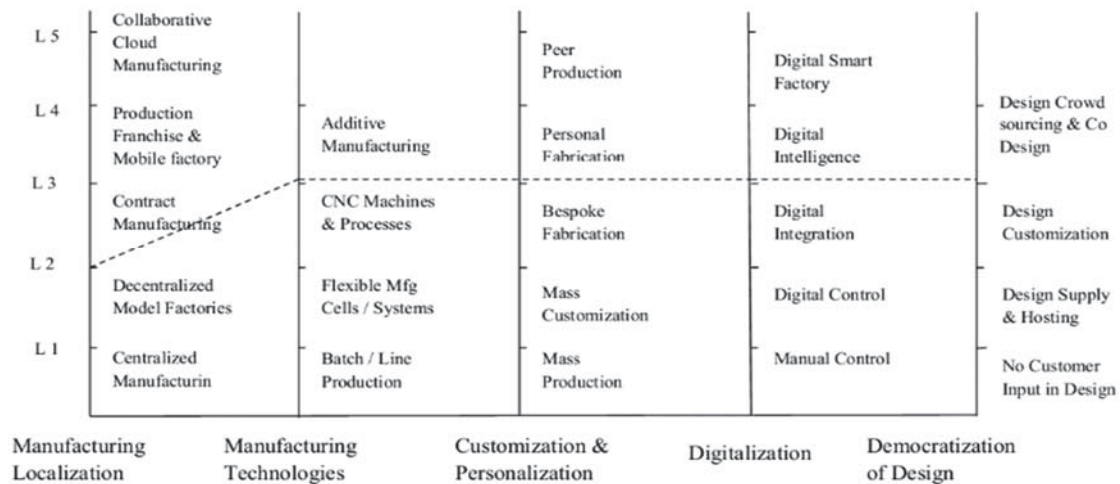 L 5
L 4
L 3
L 2
L 1
Collaborative
Cloud
Manufacturing
Production
Franchise &
Mobile factory
Contract
Manufacturing
Decentralized
Model Factories
Centralized
Manufacturin
Additive
Manufacturing
CNC Machines
& Processes
Flexible Mfg
Cells / Systems
Batch / Line
Production
Peer
Production
Personal
Fabrication
Bespoke
Fabrication
Mass
Customization
Mass
Production
Digital Smart
Factory
Digital
Intelligence
Digital
Integration
Digital Control
Manual Control
Design Crowd
sourcing & Co
Design
Design
Customization
Design Supply
& Hosting
No Customer
Input in Design
Manufacturing
Localization
Manufacturing
Technologies
Customization &
Personalization
Digitalization
Democratization
of Design